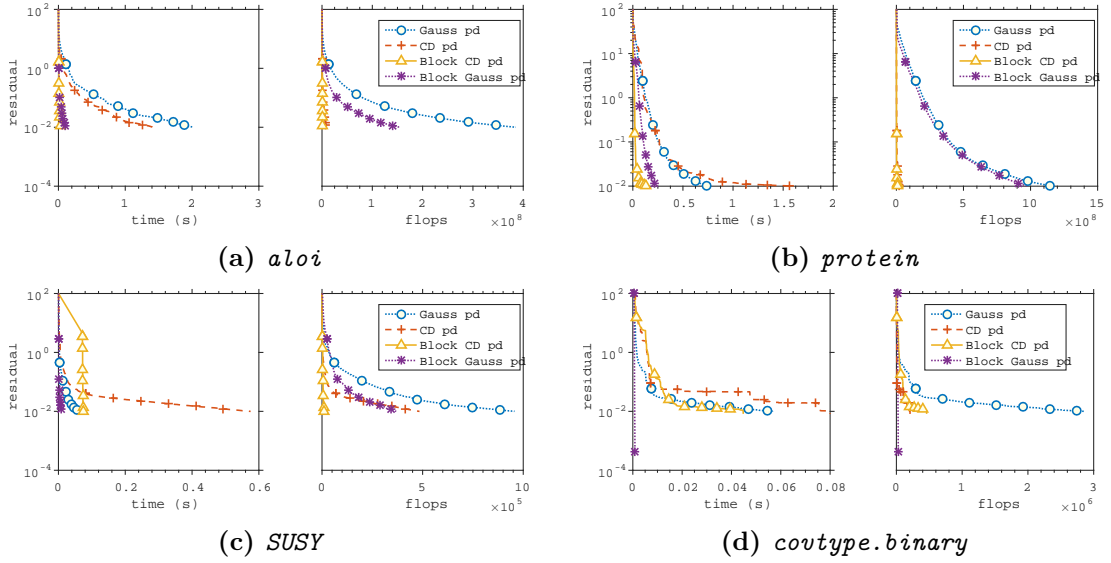 10^2
10^0
10^-2
10^-4
residual
0 1 2 3
time (s)
Gauss pd
CD pd
Block CD pd
Block Gauss pd
0 1 2 3 4
flops ×10^8
(a) aloi
10^2
10^1
10^0
10^-1
10^-2
residual
0 0.5 1 1.5 2
time (s)
Gauss pd
CD pd
Block CD pd
Block Gauss pd
0 5 10 15
flops ×10^8
(b) protein
10^2
10^0
10^-2
10^-4
residual
0 0.2 0.4 0.6
time (s)
Gauss pd
CD pd
Block CD pd
Block Gauss pd
0 5 10
flops ×10^5
(c) SUSY
10^2
10^0
10^-2
10^-4
residual
0 0.02 0.04 0.06 0.08
time (s)
Gauss pd
CD pd
Block CD pd
Block Gauss pd
0 1 2 3
flops ×10^6
(d) covtype.binary